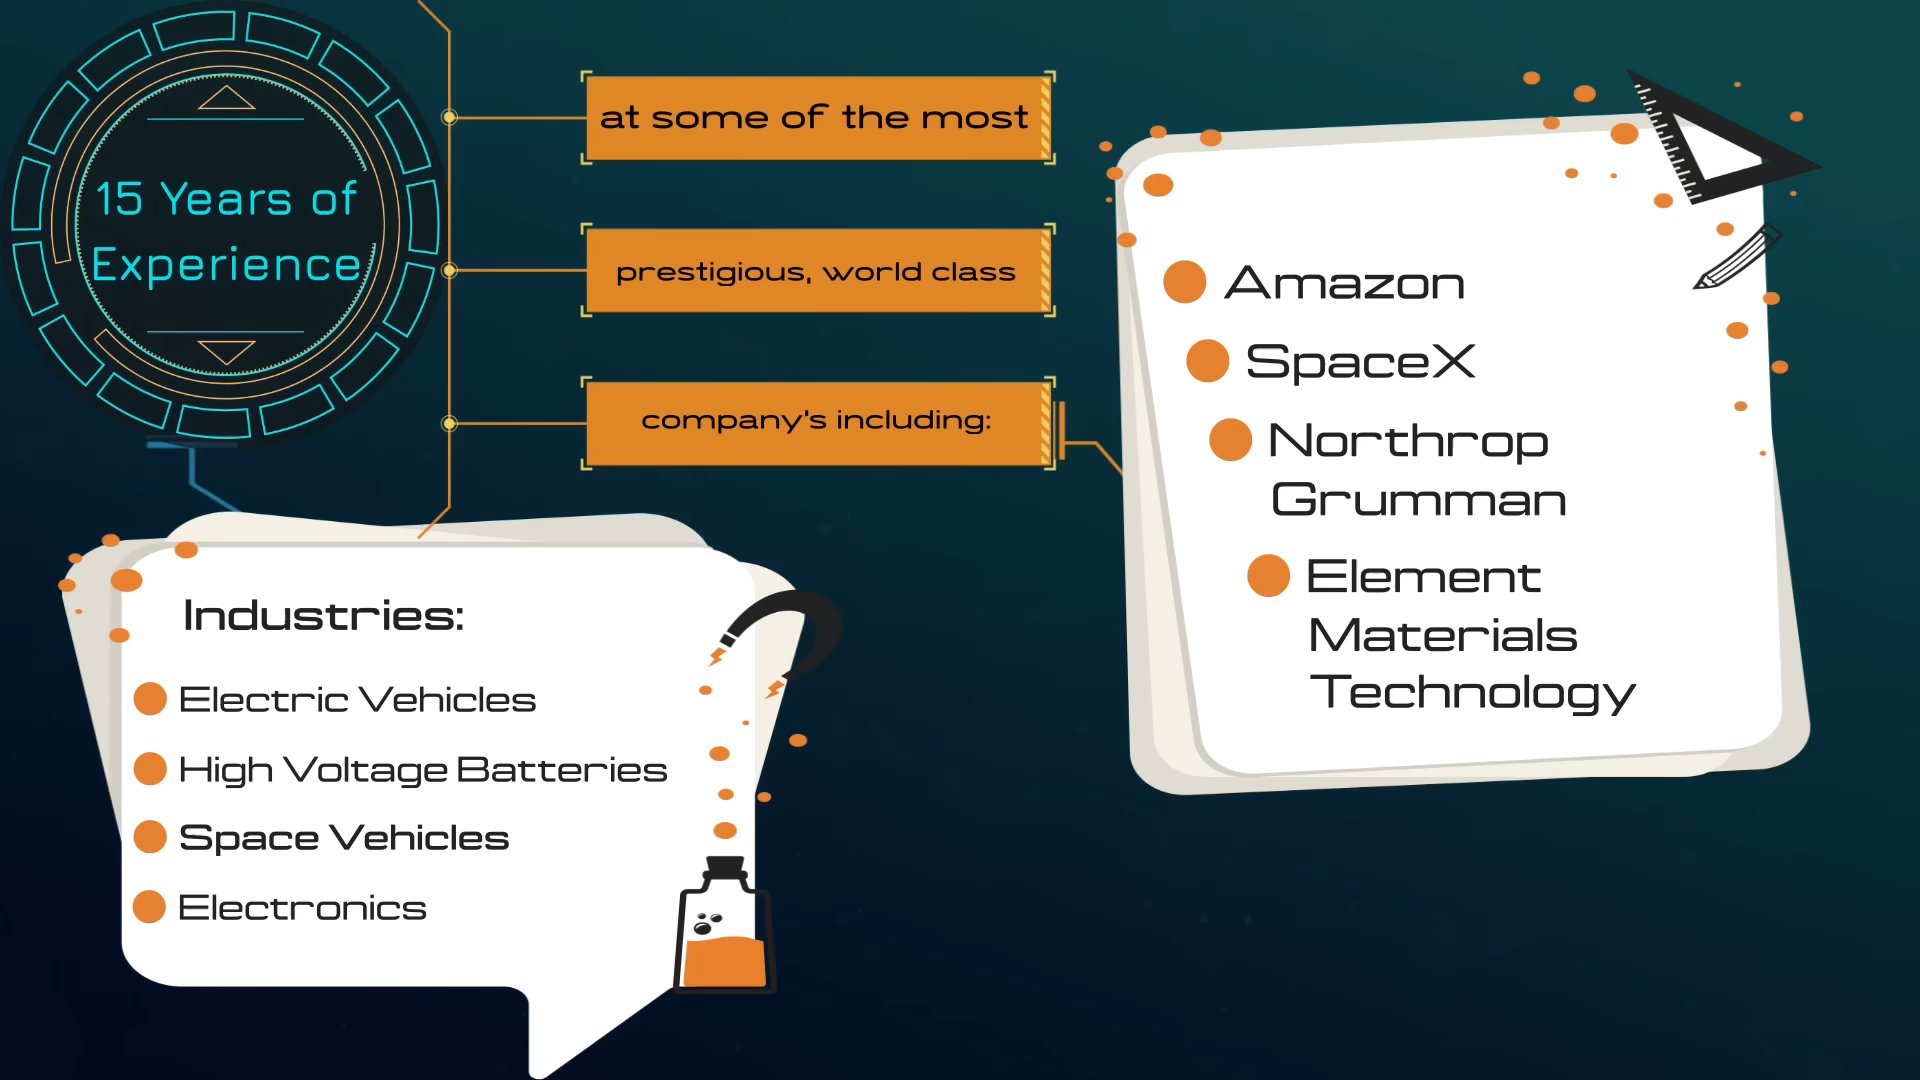 15 Years of
Experience
at some of the most
prestigious, world class
company's including:
Amazon
SpaceX
Northrop
Grumman
Element
Materials
Technology
Industries:
Electric Vehicles
High Voltage Batteries
Space Vehicles
Electronics